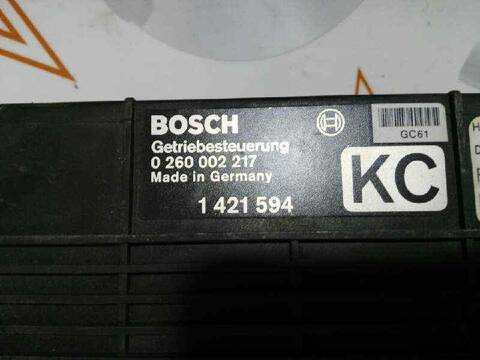 BOSCH
Getriebesteuerung
0 260 002 217
Made in Germany
1 421 594
GC61
KC